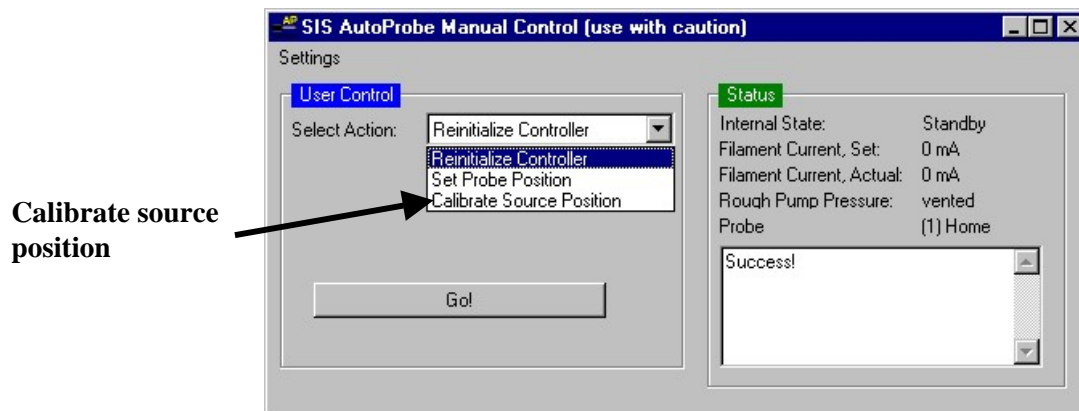 AP SIS AutoProbe Manual Control (use with caution)
Settings
User Control
Select Action: Reinitialize Controller
Reinitialize Controller
Set Probe Position
Calibrate Source Position
Go!
Calibrate source
position
Status
Internal State: Standby
Filament Current, Set: 0 mA
Filament Current, Actual: 0 mA
Rough Pump Pressure: vented
Probe (1) Home
Success!